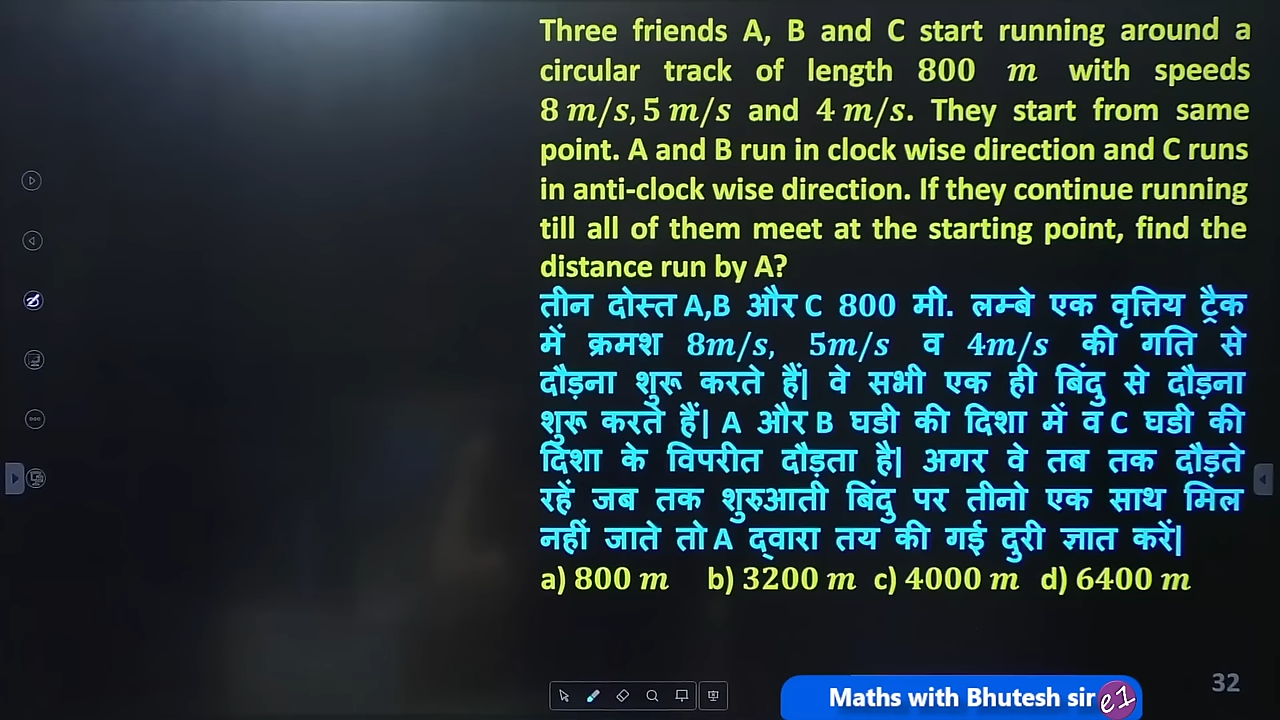 Three friends A, B and C start running around a
circular track of length 800 m with speeds
8 m/s, 5 m/s and 4 m/s. They start from same
point. A and B run in clock wise direction and C runs
in anti-clock wise direction. If they continue running
till all of them meet at the starting point, find the
distance run by A?
तीन दोस्त A,B और C 800 मी. लम्बे एक वृत्तिय ट्रैक
में क्रमश 8m/s, 5m/s व 4m/s की गति से
दौड़ना शुरू करते हैं| वे सभी एक ही बिंदु से दौड़ना
शुरू करते हैं| A और B घडी की दिशा में व C घडी की
दिशा के विपरीत दौड़ता है| अगर वे तब तक दौड़ते
रहें जब तक शुरुआती बिंदु पर तीनो एक साथ मिल
नहीं जाते तो A द्वारा तय की गई दुरी ज्ञात करें|
a) 800 m b) 3200 m c) 4000 m d) 6400 m
32
Maths with Bhutesh sir e1